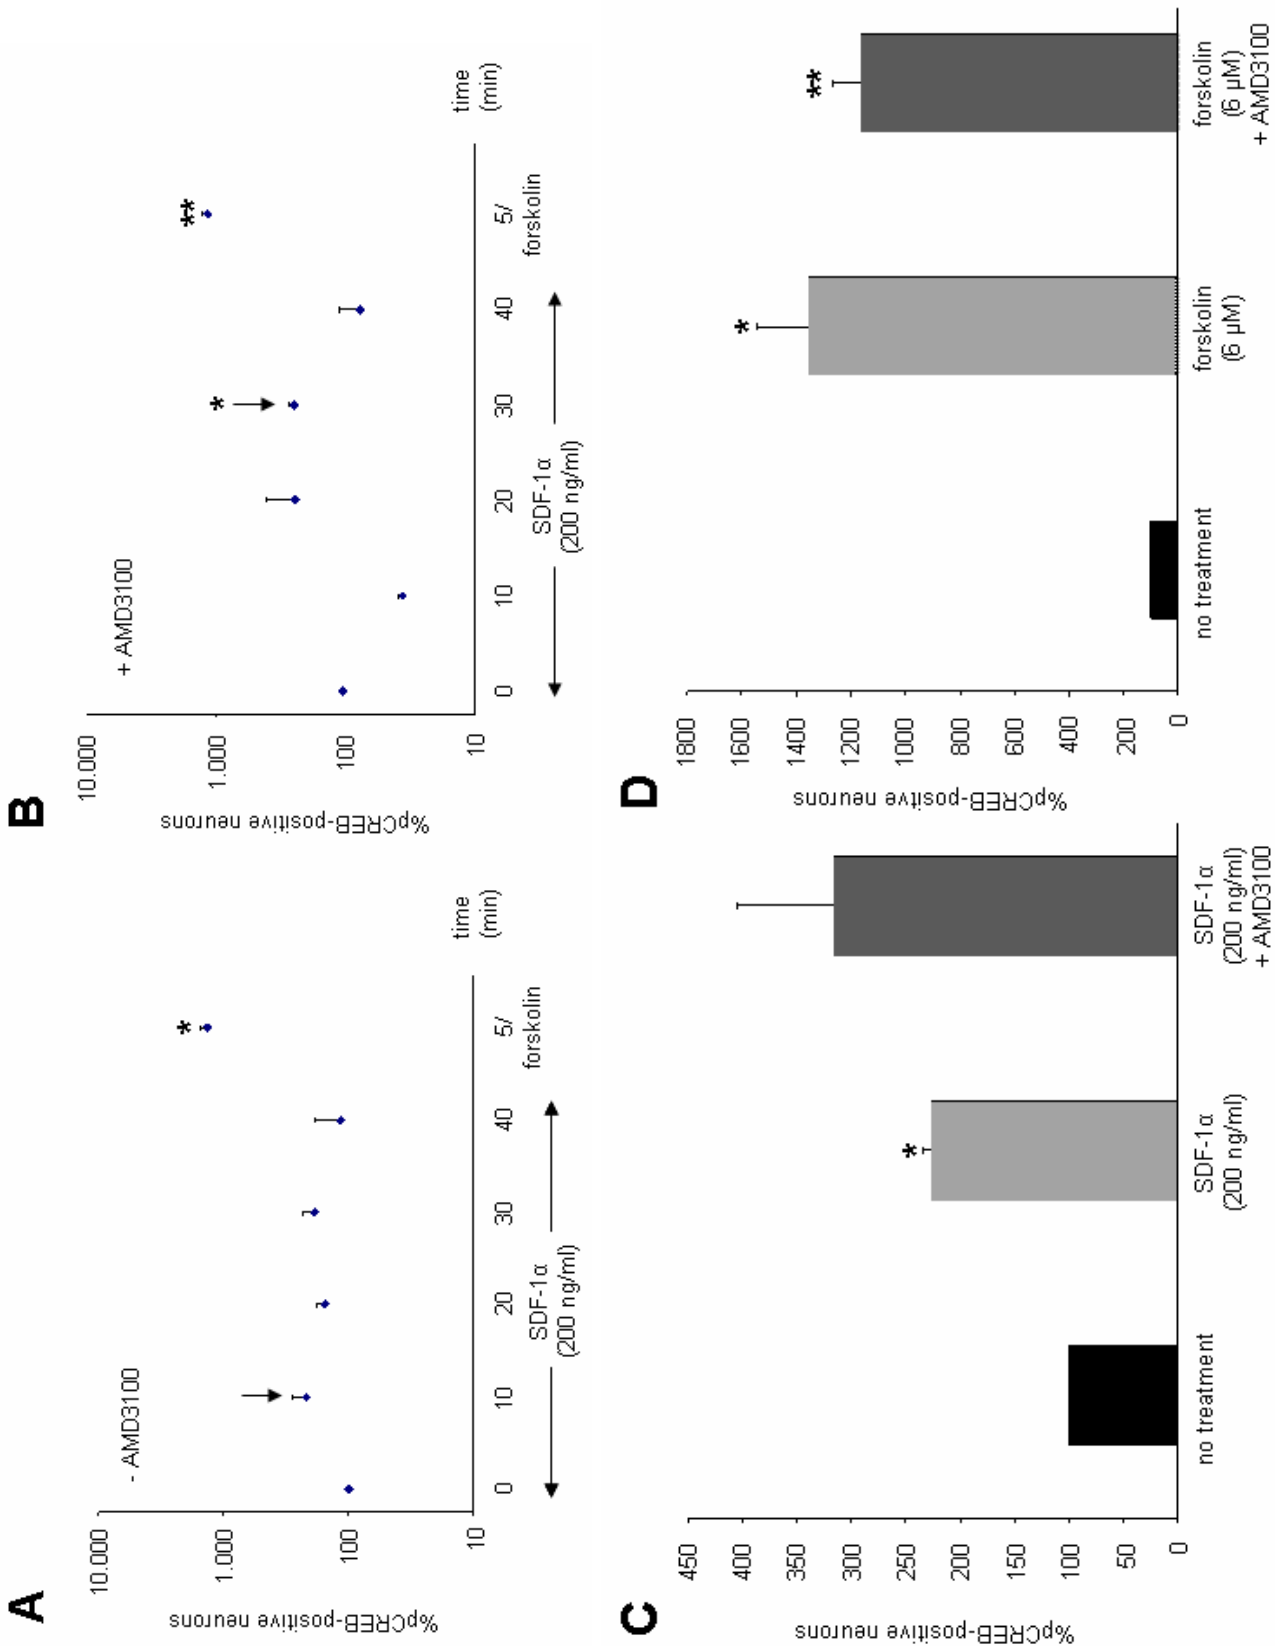 A
- AMD3100
%pCREB-positive neurons
10.000
1.000
100
10
*
0
10
20
30
40
5/
forskolin
time
(min)
SDF-1α
(200 ng/ml)
B
+ AMD3100
%pCREB-positive neurons
10.000
1.000
100
10
*
**
0
10
20
30
40
5/
forskolin
time
(min)
SDF-1α
(200 ng/ml)
C
%pCREB-positive neurons
450
400
350
300
250
200
150
100
50
0
*
no treatment
SDF-1α
(200 ng/ml)
SDF-1α
(200 ng/ml)
+ AMD3100
D
%pCREB-positive neurons
1800
1600
1400
1200
1000
800
600
400
200
0
*
**
no treatment
forskolin
(6 µM)
forskolin
(6 µM)
+ AMD3100